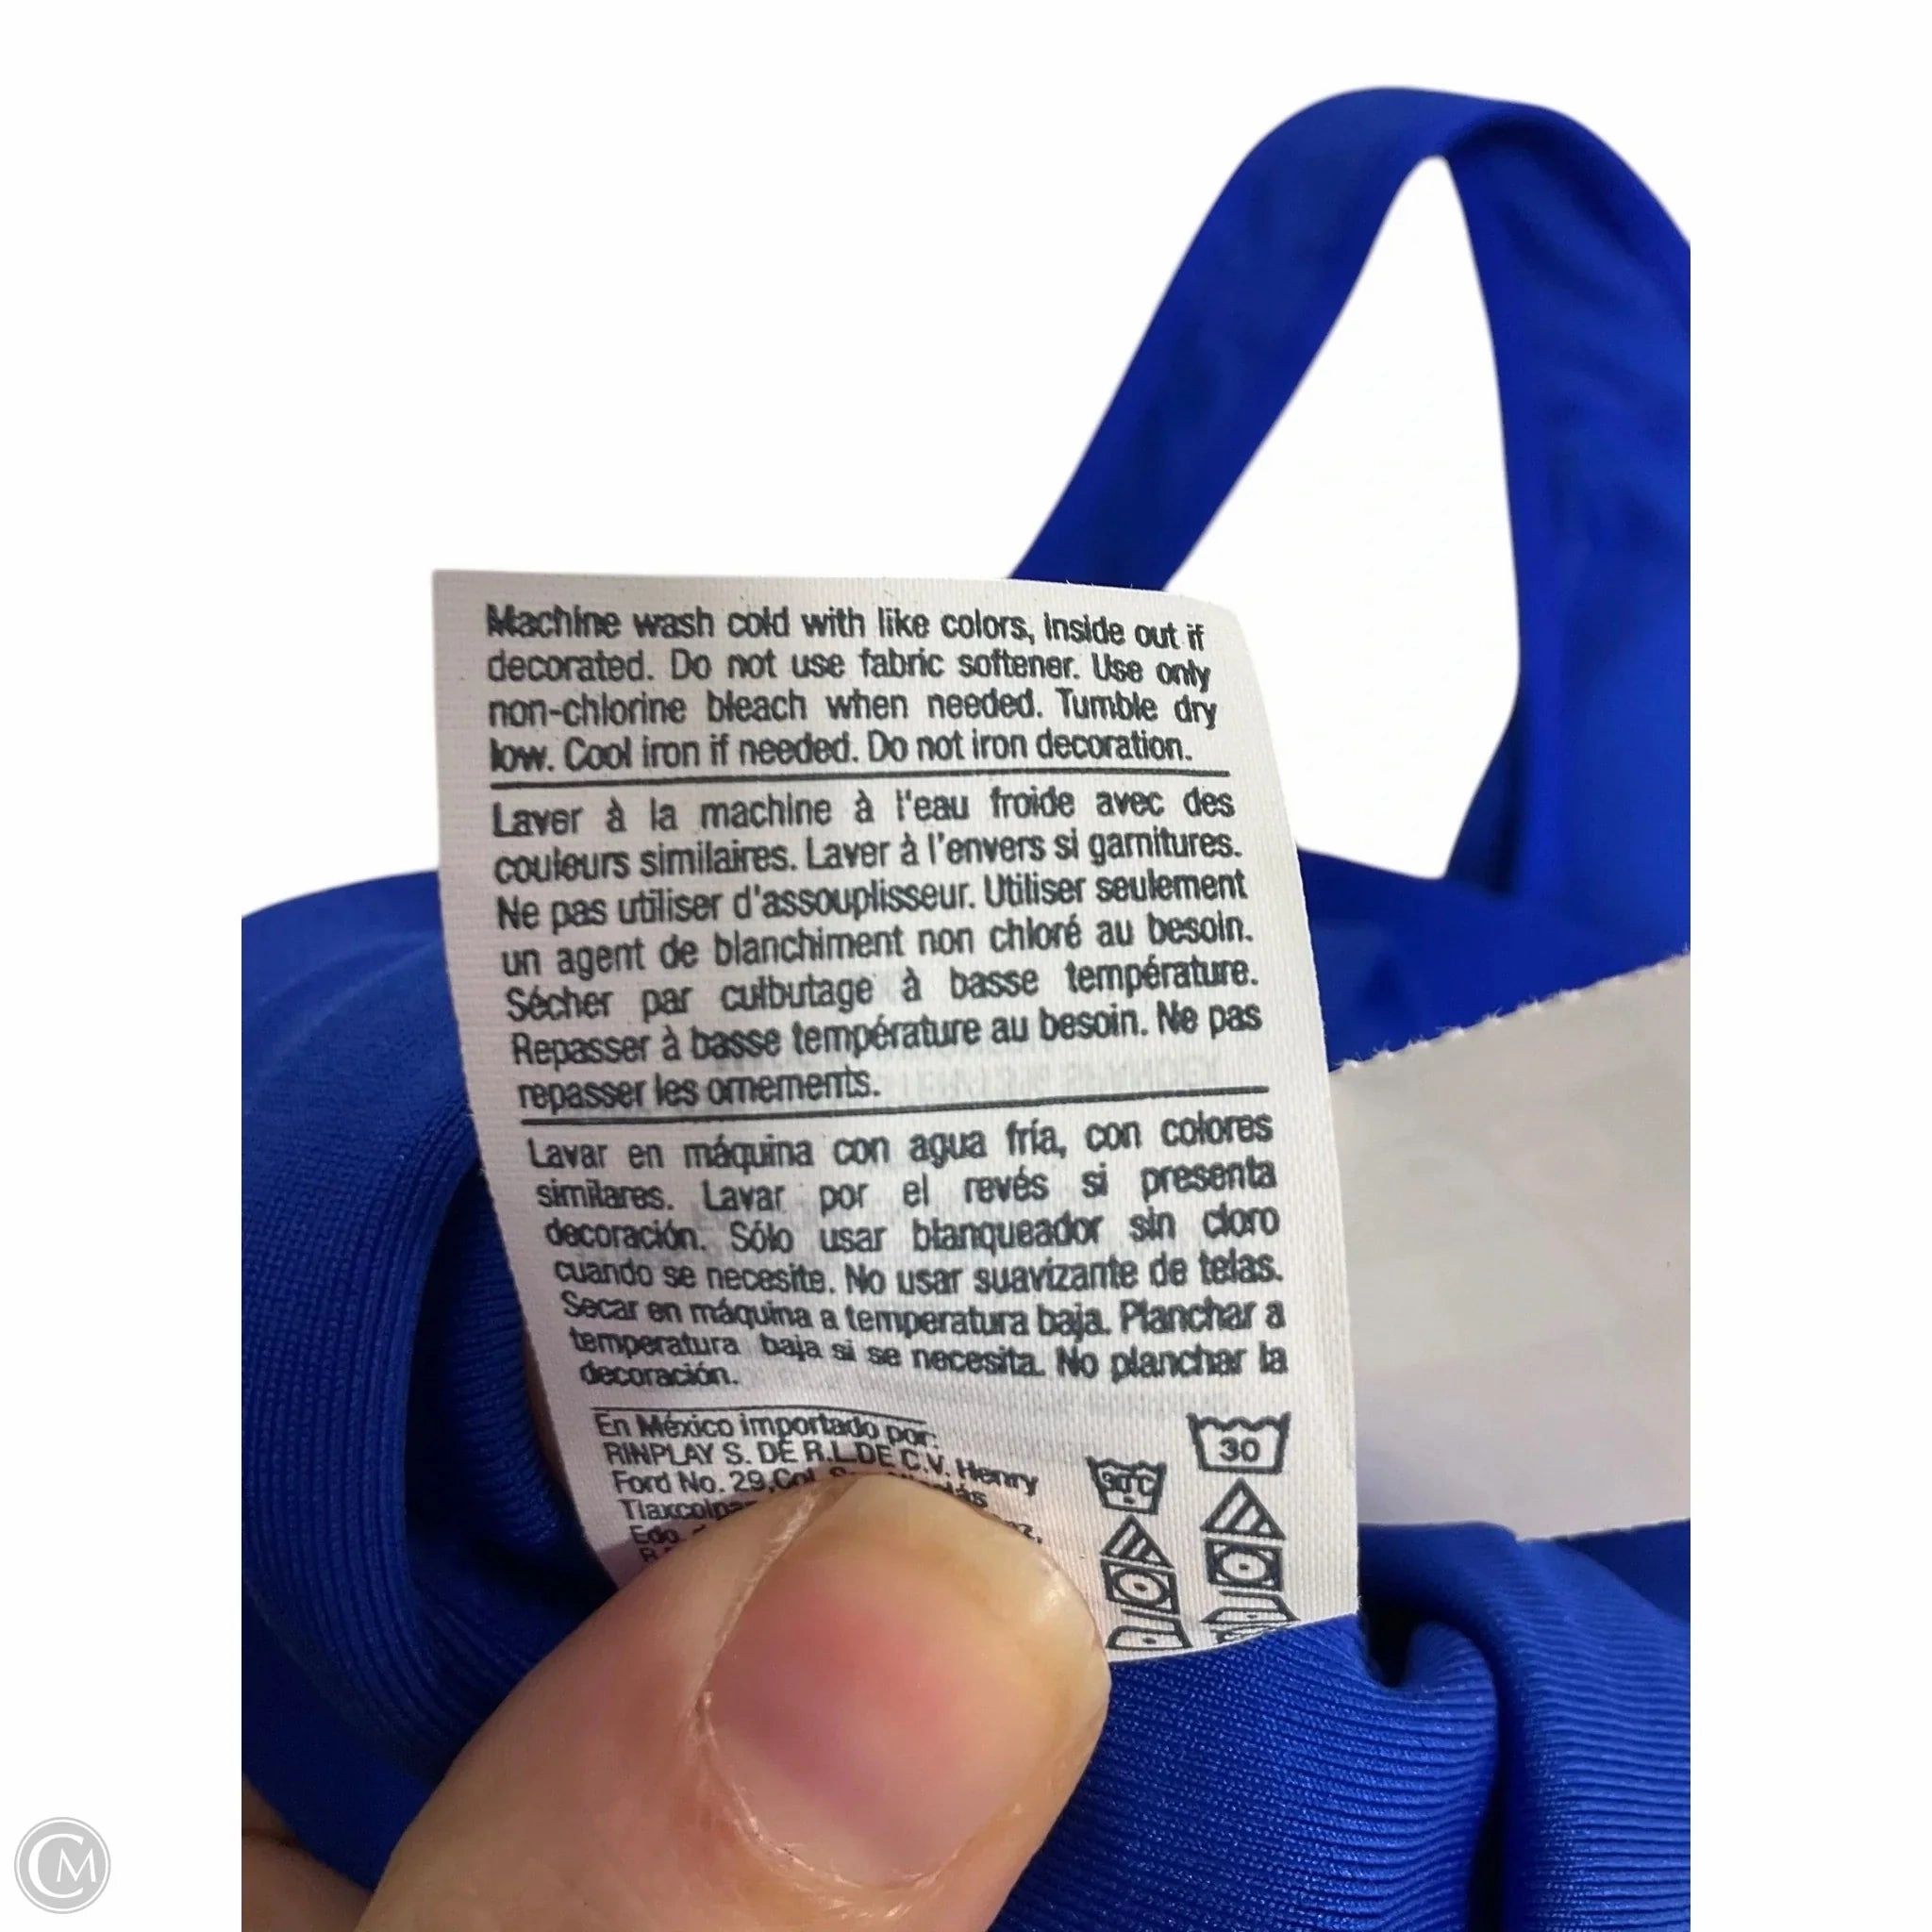 Machine wash cold with like colors, inside out if
decorated. Do not use fabric softener. Use only
non-chlorine bleach when needed. Tumble dry
low. Cool iron if needed. Do not iron decoration.
Laver à la machine à l'eau froide avec des
couleurs similaires. Laver à l'envers si garnitures.
Ne pas utiliser d'assouplisseur. Utiliser seulement
un agent de blanchiment non chloré au besoin.
Sécher par culbutage à basse température.
Repasser à basse température au besoin. Ne pas
repasser les ornements.
Lavar en máquina con agua fría, con colores
similares. Lavar por el revés si presenta
decoración. Sólo usar blanqueador sin cloro
cuando se necesite. No usar suavizante de telas.
Secar en máquina a temperatura baja. Planchar a
temperatura baja si se necesita. No planchar la
decoración.
En México importado por:
RINPLAY S. DE R.L.DE C.V. Henry
Ford No. 29,Col
Edo.
30°C
30
CM